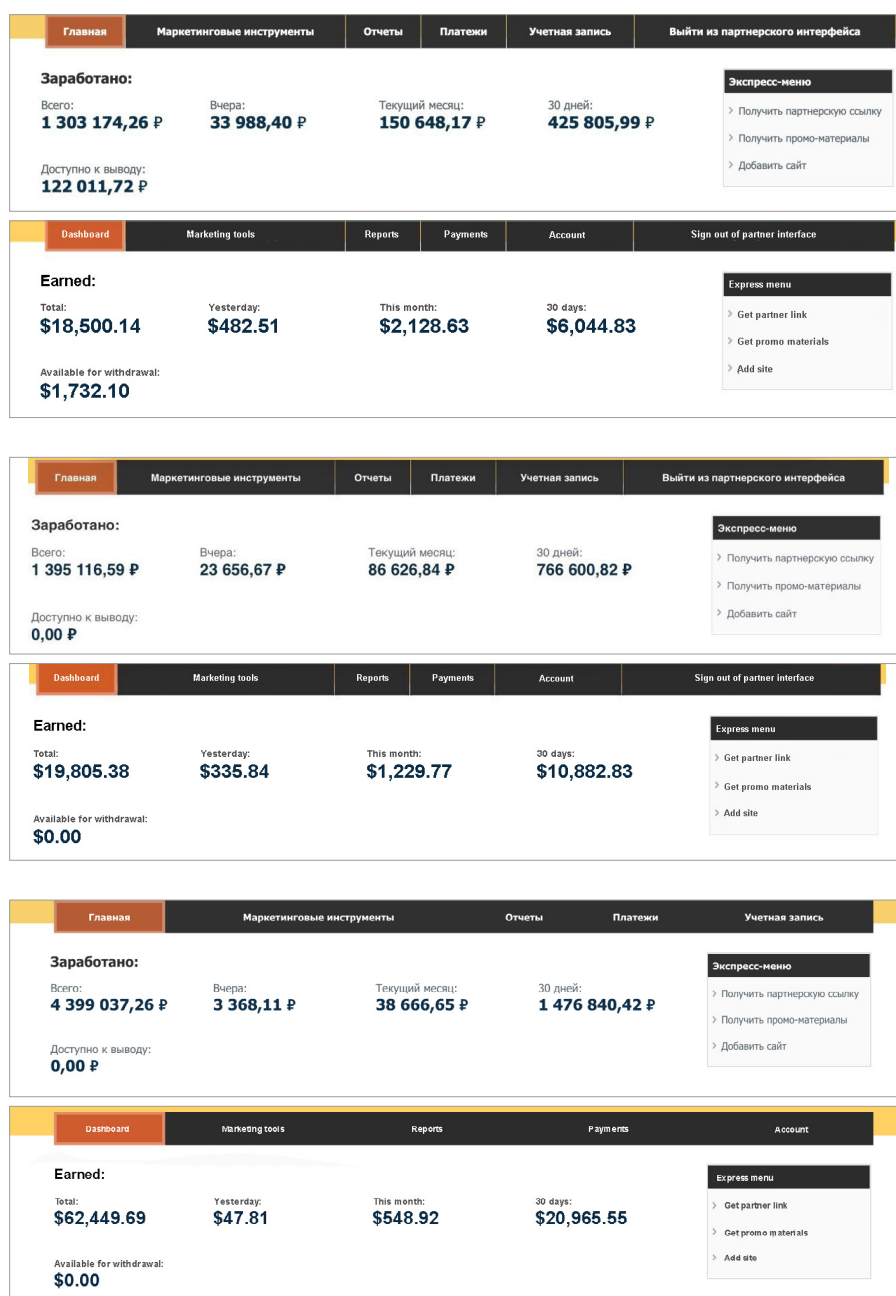 Главная Маркетинговые инструменты Отчеты Платежи Учетная запись Выйти из партнерского интерфейса
Заработано:
Всего: Вчера: Текущий месяц: 30 дней:
1 303 174,26 ₽ 33 988,40 ₽ 150 648,17 ₽ 425 805,99 ₽
Доступно к выводу:
122 011,72 ₽
Экспресс-меню
Получить партнерскую ссылку
Получить промо-материалы
Добавить сайт
Dashboard Marketing tools Reports Payments Account Sign out of partner interface
Earned:
Total: Yesterday: This month: 30 days:
$18,500.14 $482.51 $2,128.63 $6,044.83
Available for withdrawal:
$1,732.10
Express menu
Get partner link
Get promo materials
Add site
Главная Маркетинговые инструменты Отчеты Платежи Учетная запись Выйти из партнерского интерфейса
Заработано:
Всего: Вчера: Текущий месяц: 30 дней:
1 395 116,59 ₽ 23 656,67 ₽ 86 626,84 ₽ 766 600,82 ₽
Доступно к выводу:
0,00 ₽
Экспресс-меню
Получить партнерскую ссылку
Получить промо-материалы
Добавить сайт
Dashboard Marketing tools Reports Payments Account Sign out of partner interface
Earned:
Total: Yesterday: This month: 30 days:
$19,805.38 $335.84 $1,229.77 $10,882.83
Available for withdrawal:
$0.00
Express menu
Get partner link
Get promo materials
Add site
Главная Маркетинговые инструменты Отчеты Платежи Учетная запись
Заработано:
Всего: Вчера: Текущий месяц: 30 дней:
4 399 037,26 ₽ 3 368,11 ₽ 38 666,65 ₽ 1 476 840,42 ₽
Доступно к выводу:
0,00 ₽
Экспресс-меню
Получить партнерскую ссылку
Получить промо-материалы
Добавить сайт
Dashboard Marketing tools Reports Payments Account
Earned:
Total: Yesterday: This month: 30 days:
$62,449.69 $47.81 $548.92 $20,965.55
Available for withdrawal:
$0.00
Express menu
Get partner link
Get promo materials
Add site